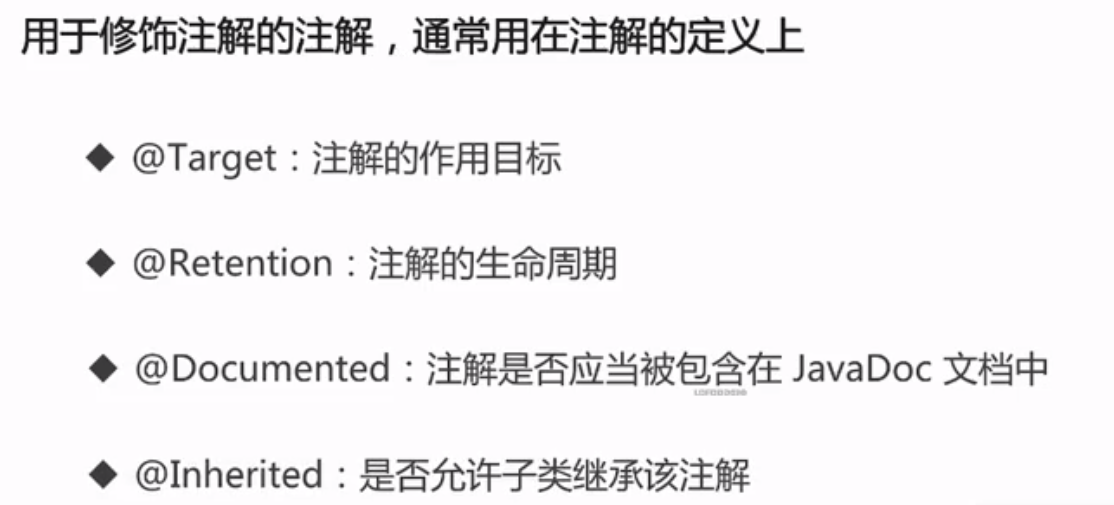 用于修饰注解的注解，通常用在注解的定义上
◆ @Target：注解的作用目标
◆ @Retention：注解的生命周期
◆ @Documented：注解是否应当被包含在 JavaDoc 文档中
◆ @Inherited：是否允许子类继承该注解